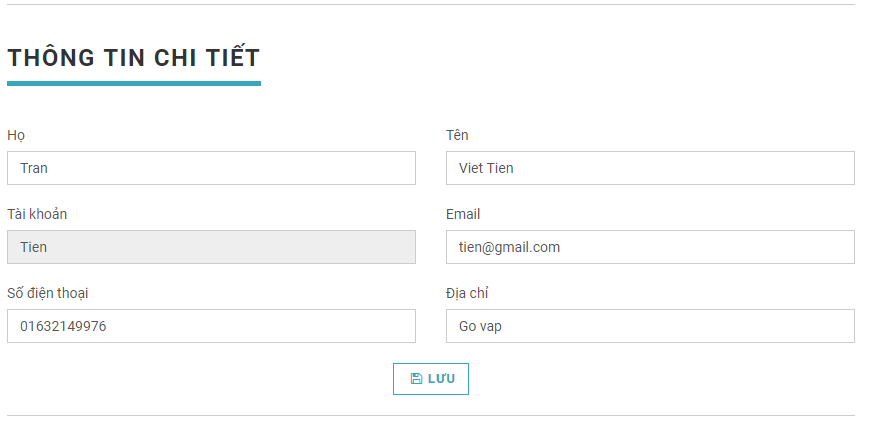 THÔNG TIN CHI TIẾT
Họ
Tên
Tran
Viet Tien
Tài khoản
Email
Tien
tien@gmail.com
Số điện thoại
Địa chỉ
01632149976
Go vap
LƯU